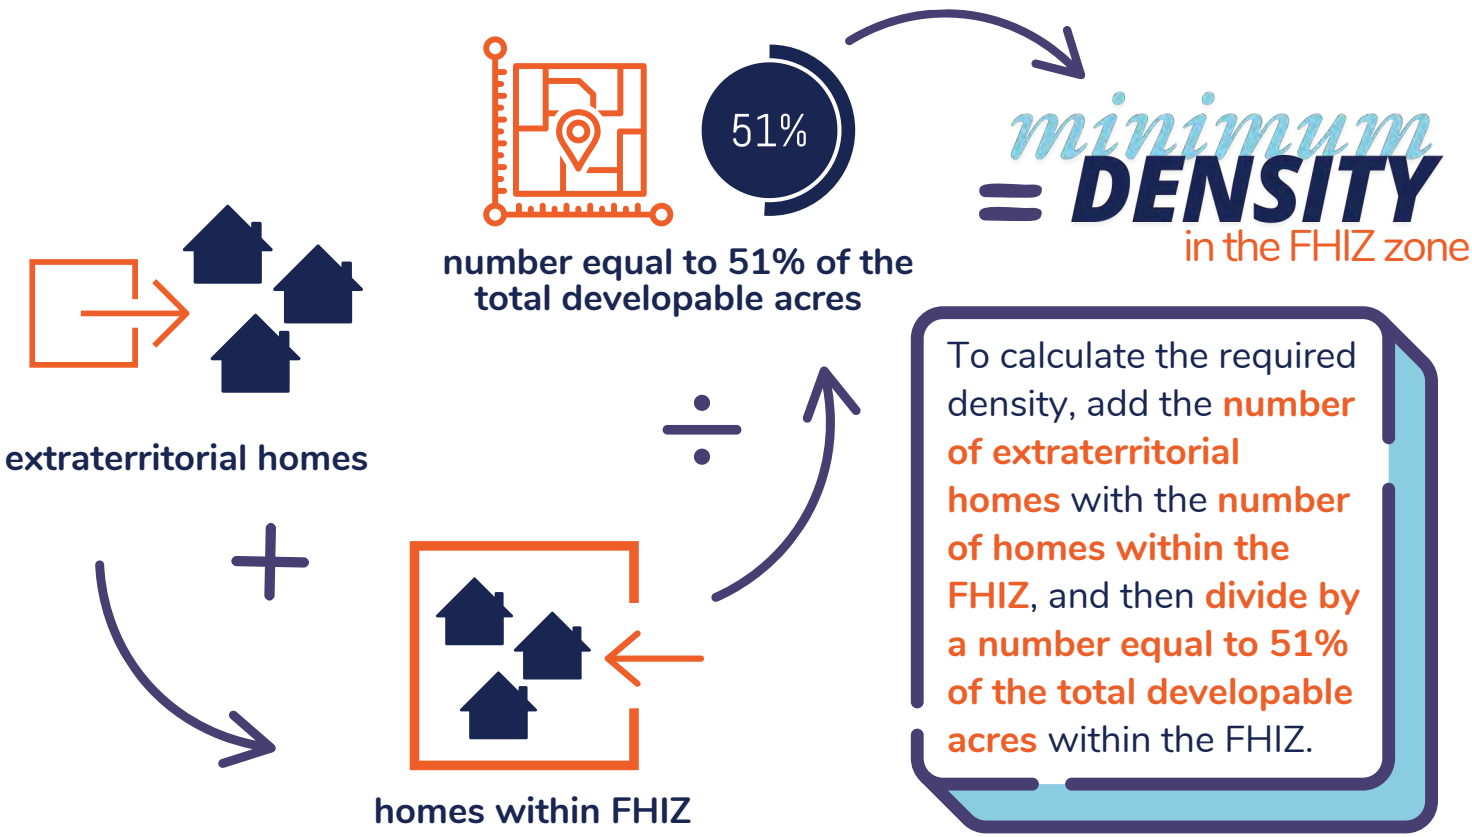 extraterritorial homes
+
homes within FHIZ
÷
51%
number equal to 51% of the
total developable acres
=
minimum
DENSITY
in the FHIZ zone
To calculate the required
density, add the number
of extraterritorial
homes with the number
of homes within the
FHIZ, and then divide by
a number equal to 51%
of the total developable
acres within the FHIZ.